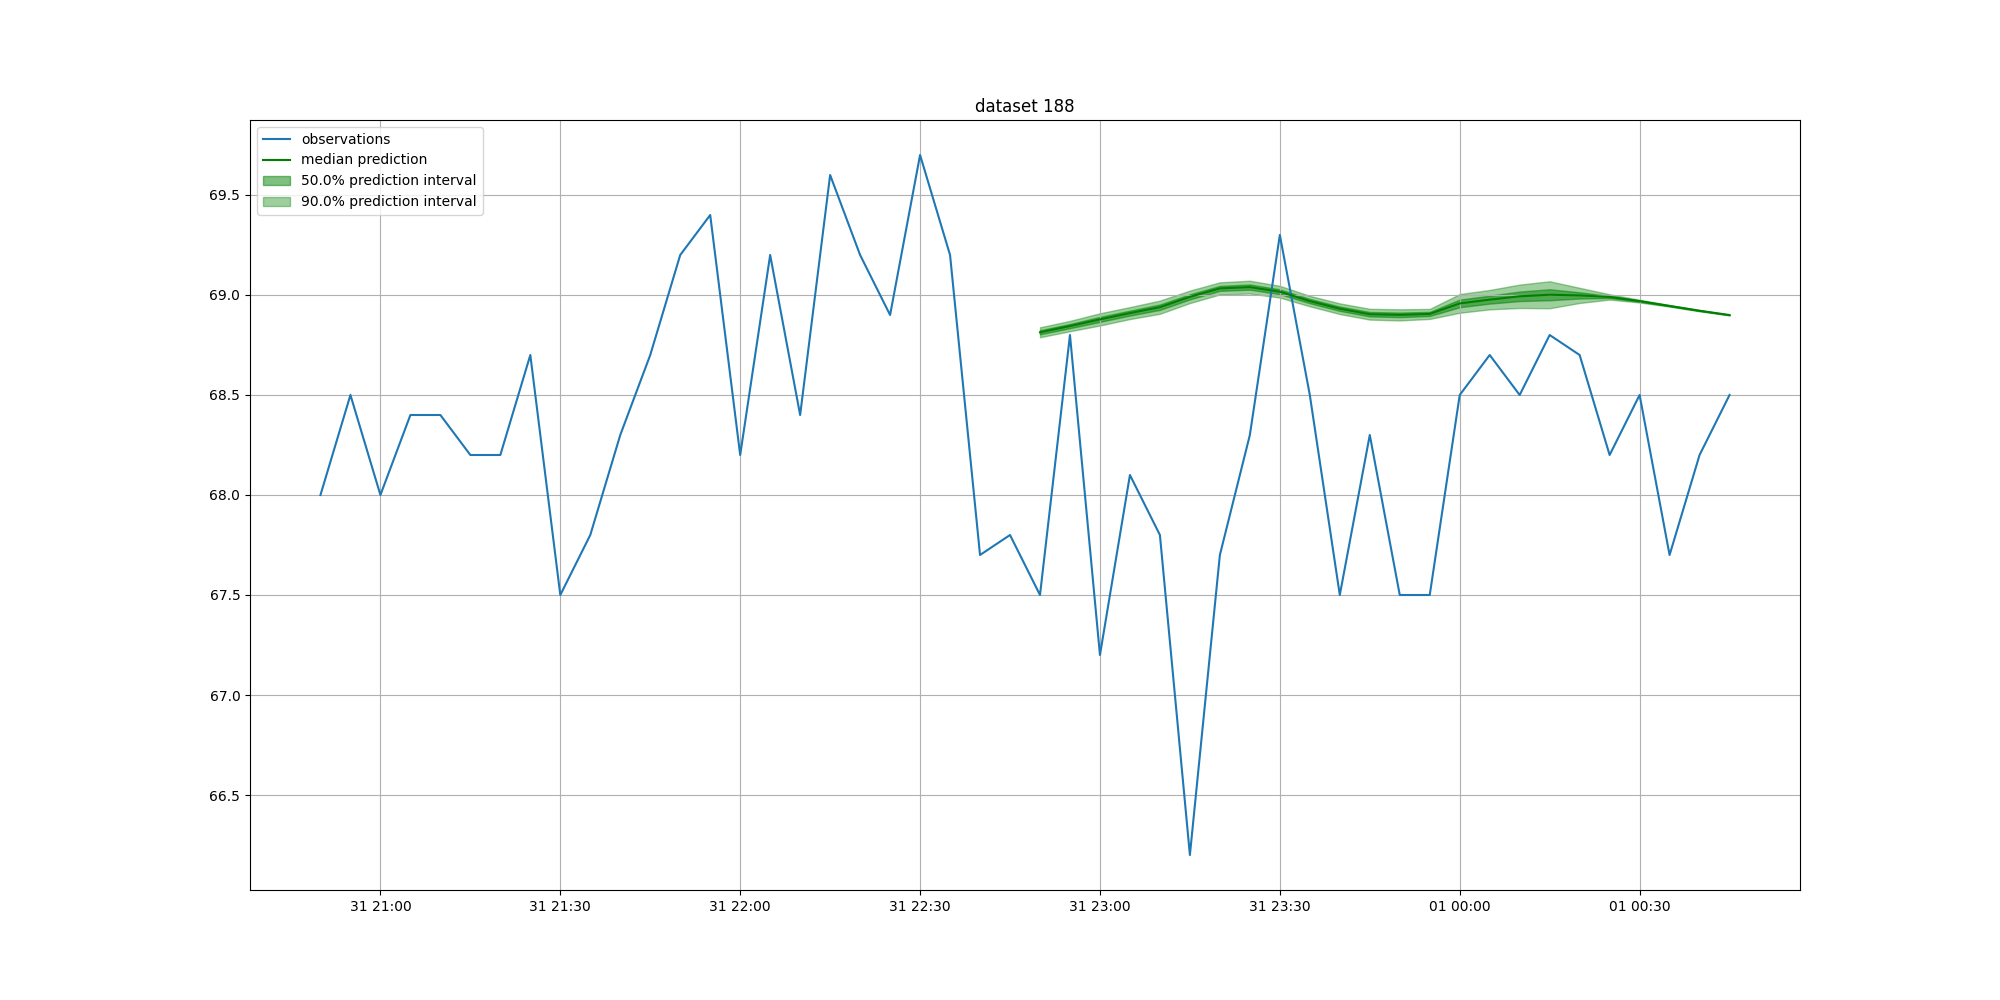 dataset 188
observations
median prediction
50.0% prediction interval
90.0% prediction interval
69.5
69.0
68.5
68.0
67.5
67.0
66.5
31 21:00 31 21:30 31 22:00 31 22:30 31 23:00 31 23:30 01 00:00 01 00:30